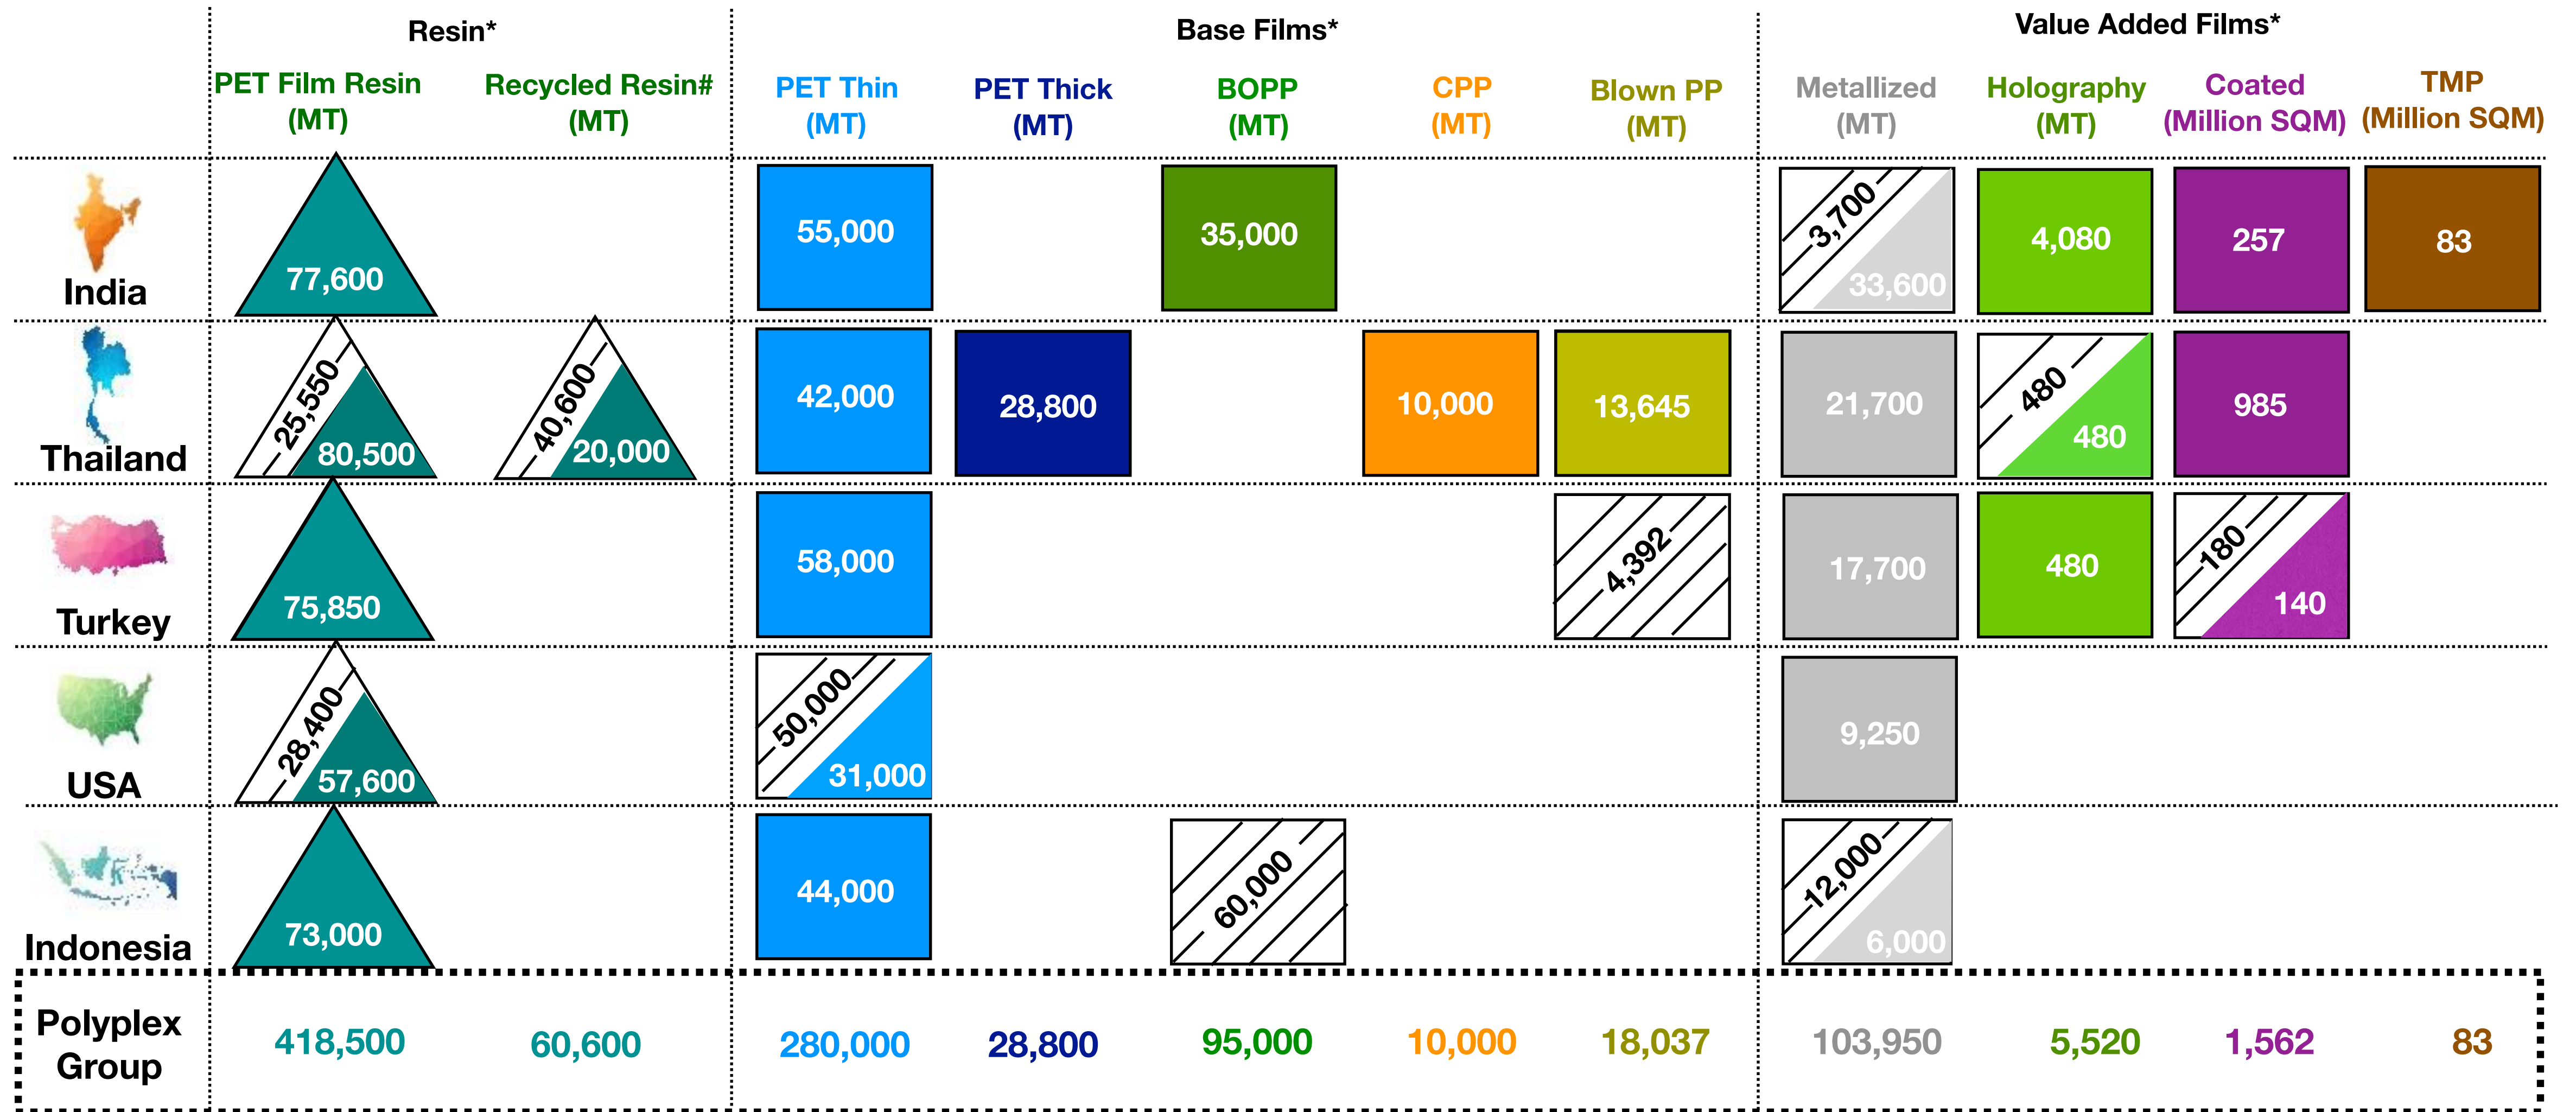 Resin*
Base Films*
Value Added Films*
PET Film Resin
(MT)
Recycled Resin#
(MT)
PET Thin
(MT)
PET Thick
(MT)
BOPP
(MT)
CPP
(MT)
Blown PP
(MT)
Metallized
(MT)
Holography
(MT)
Coated
(Million SQM)
TMP
(Million SQM)
India
77,600
55,000
35,000
3,700
33,600
4,080
257
83
Thailand
25,550
80,500
40,600
20,000
42,000
28,800
10,000
13,645
21,700
480
480
985
Turkey
75,850
58,000
4,392
17,700
480
180
140
USA
28,400
57,600
50,000
31,000
9,250
Indonesia
73,000
44,000
60,000
12,000
6,000
Polyplex
Group
418,500
60,600
280,000
28,800
95,000
10,000
18,037
103,950
5,520
1,562
83